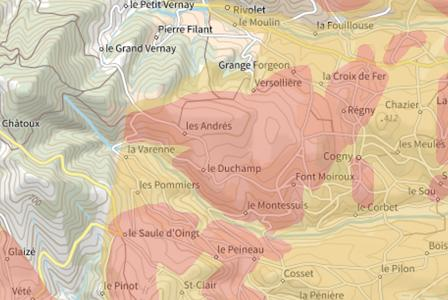 le Petit Vernay
Rivolet
le Moulin
la Fouillouse
Pierre Filant
le Grand Vernay
Grange Forgeon
la Croix de Fer
Versollière
Régny
Chazier
412
Châtoux
les Andrés
la Varenne
Cogny
les Meules
le Duchamp
les Pommiers
Font Moiroux
le Sou
le Montessuis
le Corbet
le Saule d'Oingt
le Peineau
Glaizé
Bois
Cosset
le Pilon
Vété
le Pinot
St-Clair
la Pénière